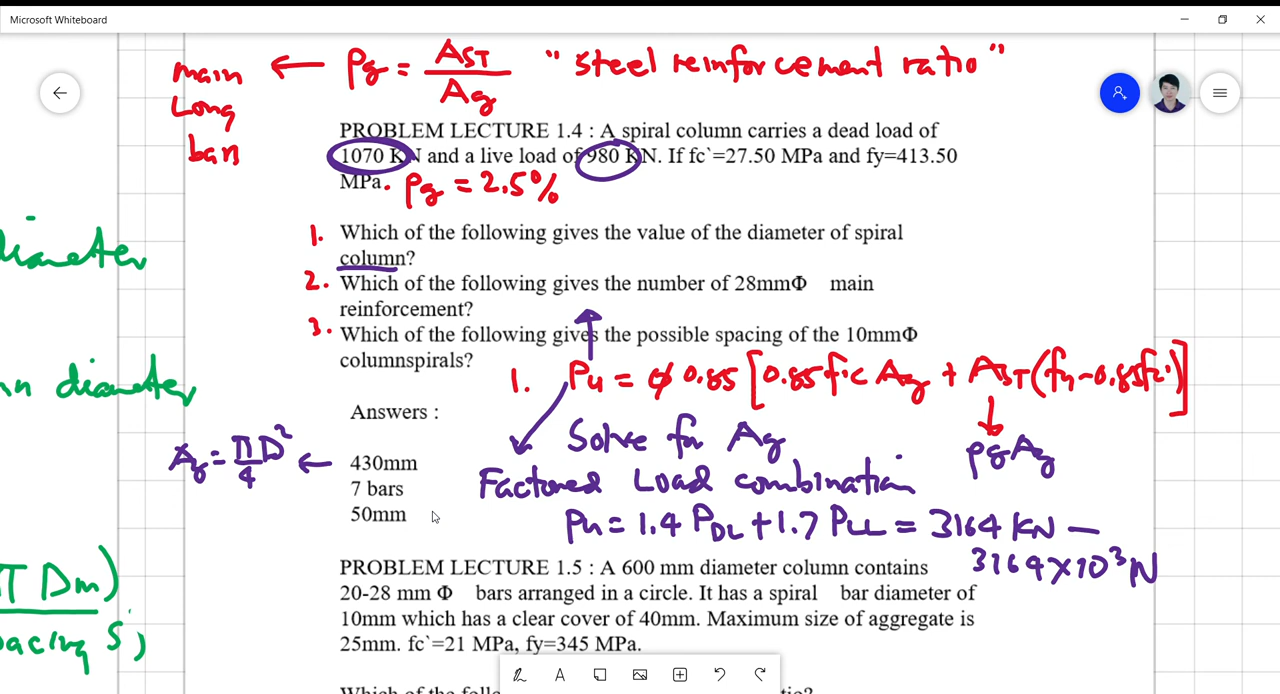 Microsoft Whiteboard
main ← ρg = AST / Ag "steel reinforcement ratio"
Long
bar
PROBLEM LECTURE 1.4 : A spiral column carries a dead load of
1070 KN and a live load of 980 KN. If fc`=27.50 MPa and fy=413.50
MPa. ρg = 2.5%
diameter
1. Which of the following gives the value of the diameter of spiral
column?
2. Which of the following gives the number of 28mmΦ main
reinforcement?
3. Which of the following gives the possible spacing of the 10mmΦ
columnspirals?
diameter
1. Pu = φ 0.85 [0.85 f'c Ag + AST (fy - 0.85fc')]
ρgAg
Answers :
Solve for Ag
Ag = πD² / 4 ← 430mm
Factored Load combination
7 bars
50mm
Pu = 1.4 PDL + 1.7 PLL = 3164 KN —
3164 x 10³ N
π Dm)
S)
PROBLEM LECTURE 1.5 : A 600 mm diameter column contains
20-28 mm Φ bars arranged in a circle. It has a spiral bar diameter of
10mm which has a clear cover of 40mm. Maximum size of aggregate is
25mm. fc`=21 MPa, fy=345 MPa.